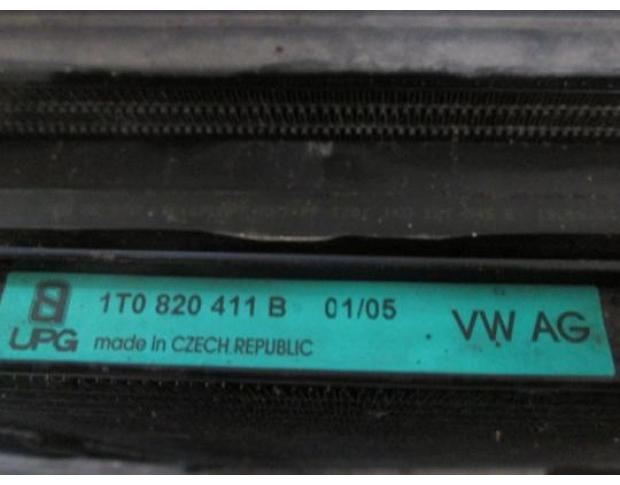 1T0 820 411 B 01/05 VW AG
UPG made in CZECH REPUBLIC